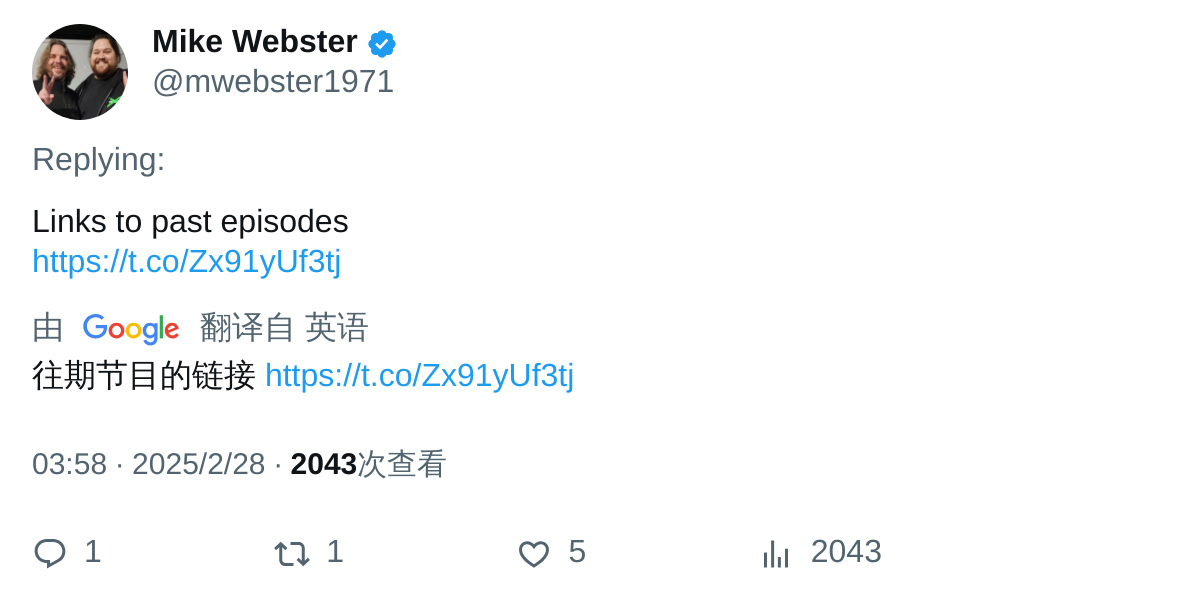 Mike Webster
@mwebster1971
Replying:
Links to past episodes
https://t.co/Zx91yUf3tj
由 Google 翻译自 英语
往期节目的链接 https://t.co/Zx91yUf3tj
03:58 · 2025/2/28 · 2043次查看
1 1 5 2043